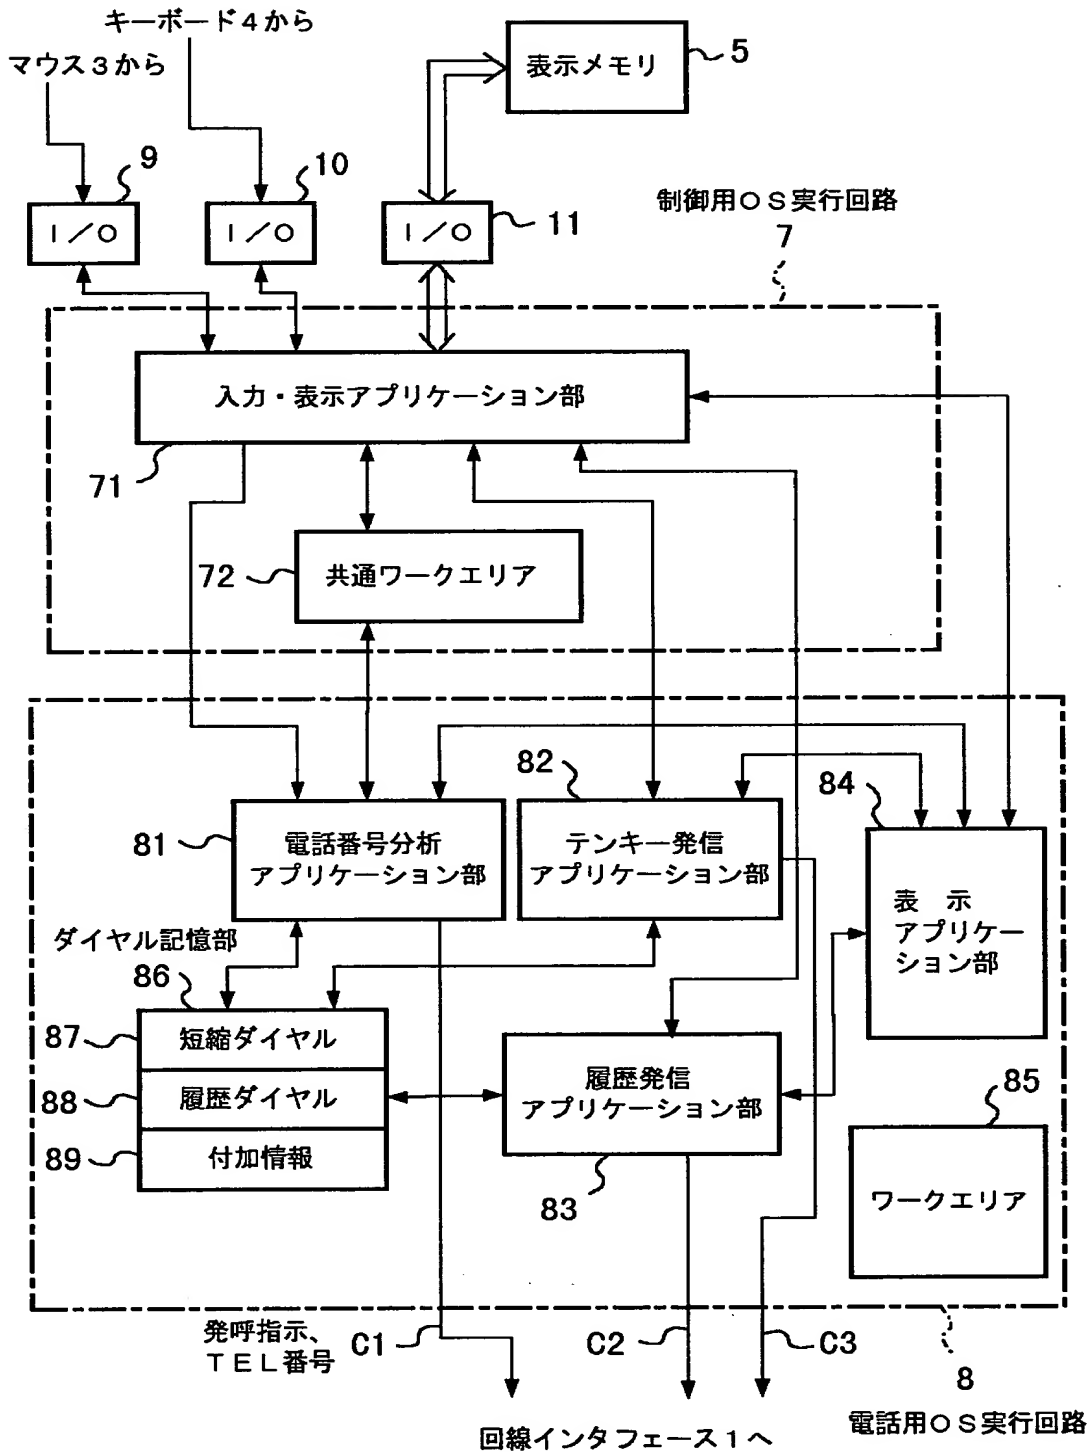 キーボード４から
マウス３から
表示メモリ
5
9
10
11
Ｉ／Ｏ
Ｉ／Ｏ
Ｉ／Ｏ
制御用ＯＳ実行回路
7
入力・表示アプリケーション部
71
72
共通ワークエリア
82
84
81
電話番号分析
アプリケーション部
テンキー発信
アプリケーション部
表　示
アプリケー
ション部
ダイヤル記憶部
86
87
短縮ダイヤル
88
履歴ダイヤル
89
付加情報
履歴発信
アプリケーション部
83
85
ワークエリア
発呼指示、
ＴＥＬ番号
C1
C2
C3
8
電話用ＯＳ実行回路
回線インタフェース１へ